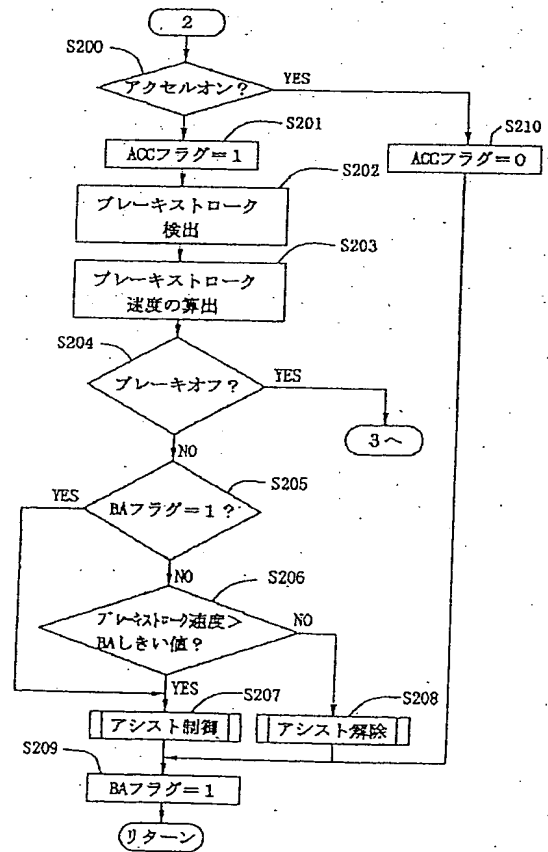 2
S200
アクセルオン？
YES
S201
ACCフラグ＝1
S210
ACCフラグ＝0
S202
ブレーキストローク
検出
S203
ブレーキストローク
速度の算出
S204
ブレーキオフ？
YES
3へ
NO
S205
YES
BAフラグ＝1？
NO
S206
ブレーキストローク速度＞
BAしきい値？
NO
YES
S207
アシスト制御
S208
アシスト解除
S209
BAフラグ＝1
リターン